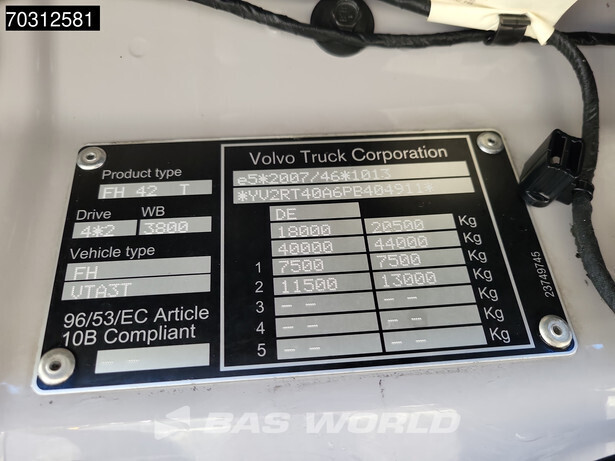 70312581
Product type
FH 42 T
Drive WB
4*2 3800
Vehicle type
FH
VTA3T
96/53/EC Article
10B Compliant
-- --
Volvo Truck Corporation
e5*2007/46*1013
*YV2RT40A6PB404911*
DE
18000 20500 Kg
40000 44000 Kg
1 7500 7500 Kg
2 11500 13000 Kg
3 -- -- Kg
4 -- -- Kg
5 -- -- Kg
23749745
BAS WORLD